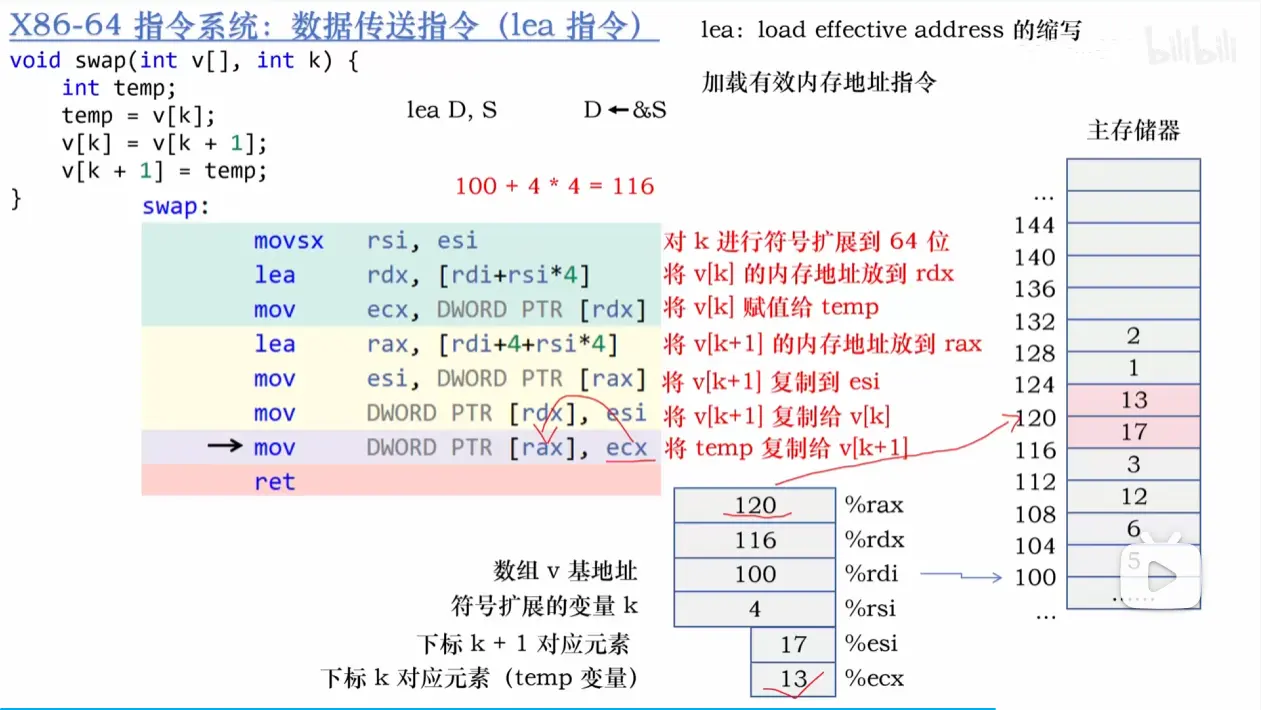 X86-64 指令系统：数据传送指令（lea 指令）
lea：load effective address 的缩写
bilibili
加载有效内存地址指令
void swap(int v[], int k) {
int temp;
temp = v[k];
v[k] = v[k + 1];
v[k + 1] = temp;
}
lea D, S
D←&S
100 + 4 * 4 = 116
swap:
movsx rsi, esi 对 k 进行符号扩展到 64 位
lea rdx, [rdi+rsi*4] 将 v[k] 的内存地址放到 rdx
mov ecx, DWORD PTR [rdx] 将 v[k] 赋值给 temp
lea rax, [rdi+4+rsi*4] 将 v[k+1] 的内存地址放到 rax
mov esi, DWORD PTR [rax] 将 v[k+1] 复制到 esi
mov DWORD PTR [rdx], esi 将 v[k+1] 复制给 v[k]
→ mov DWORD PTR [rax], ecx 将 temp 复制给 v[k+1]
ret
主存储器
...
144
140
136
132
128 2
124 1
120 13
116 17
112 3
108 12
104 6
100 5
... ......
120 %rax
116 %rdx
数组 v 基地址 100 %rdi
符号扩展的变量 k 4 %rsi
下标 k + 1 对应元素 17 %esi
下标 k 对应元素（temp 变量） 13 %ecx